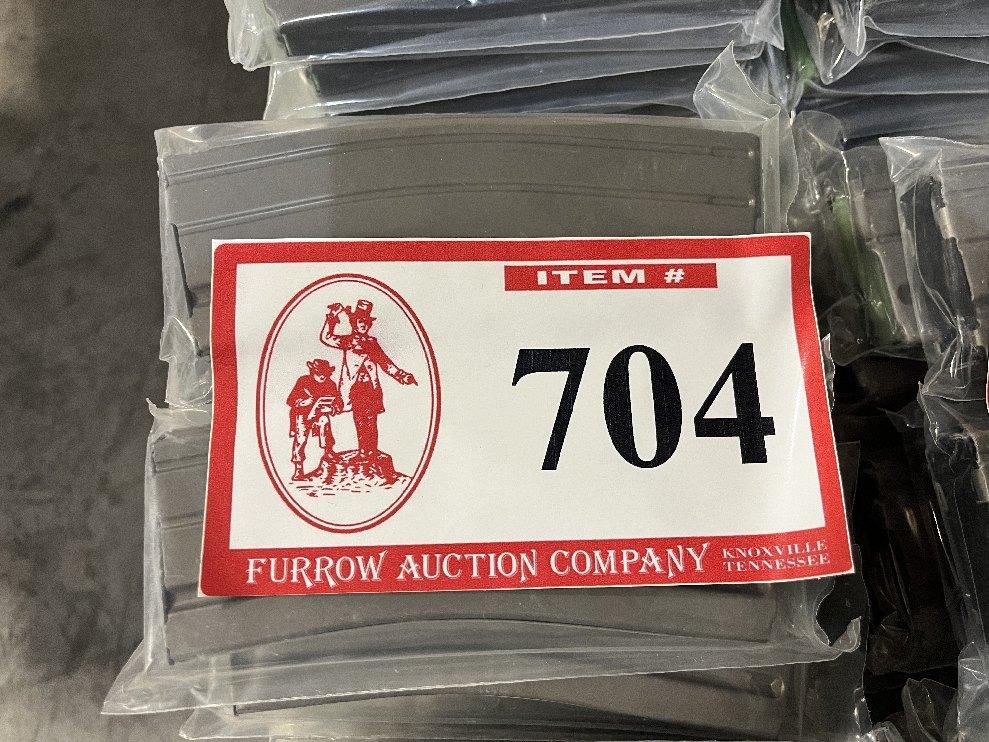 ITEM #
704
FURROW AUCTION COMPANY
KNOXVILLE
TENNESSEE